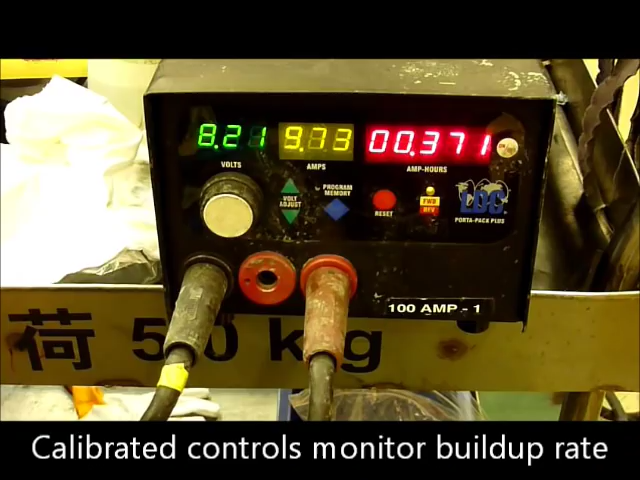 8.21 9.73 00.371
VOLTS AMPS AMP-HOURS
VOLT ADJUST
PROGRAM MEMORY
RESET
FWD
REV
LDC
PORTA-PACK PLUS
100 AMP - 1
荷 50 kg
Calibrated controls monitor buildup rate